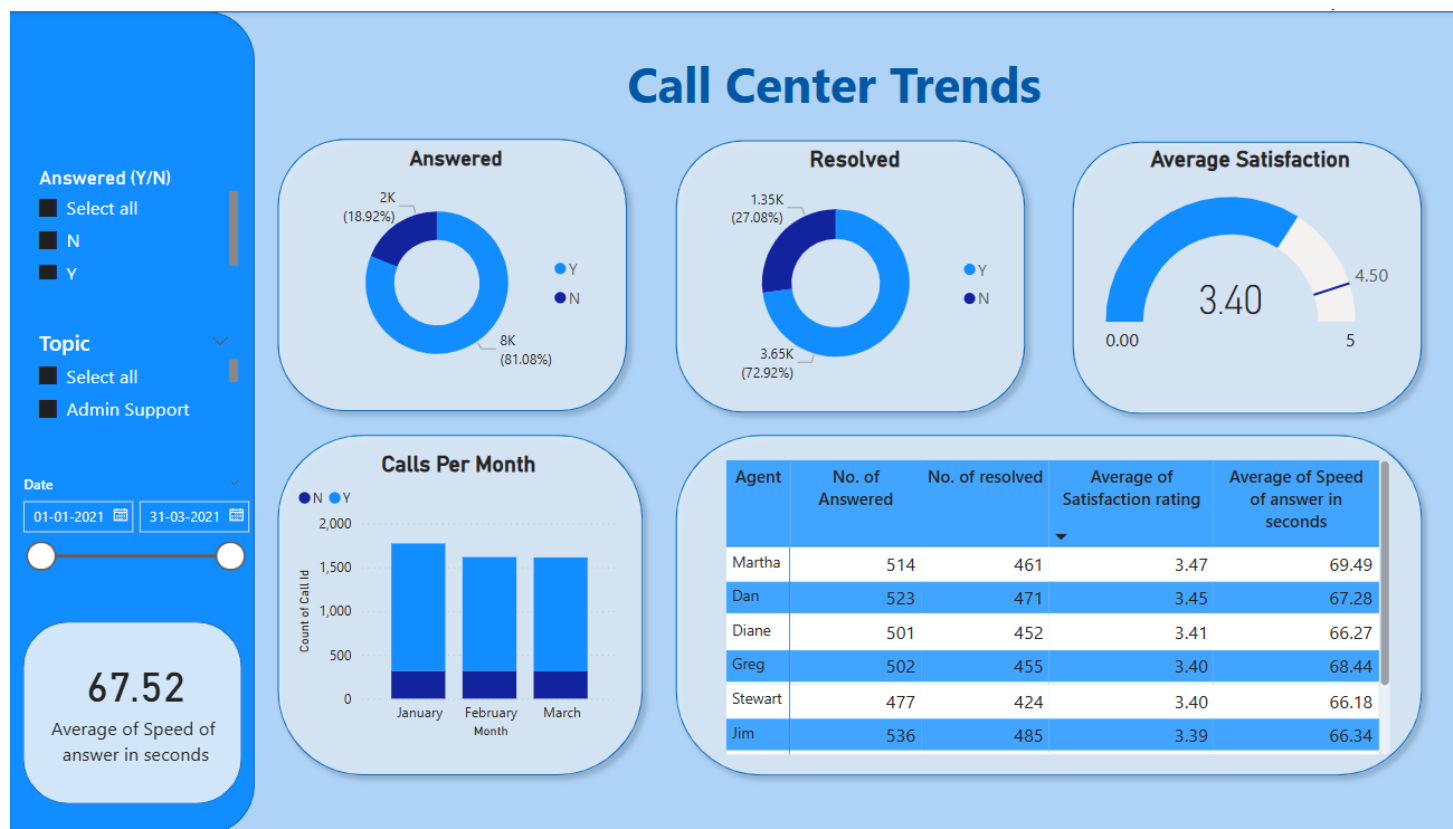 Call Center Trends
Answered (Y/N)
Select all
N
Y
Topic
Select all
Admin Support
Date
01-01-2021
31-03-2021
67.52
Average of Speed of
answer in seconds
Answered
2K
(18.92%)
8K
(81.08%)
Y
N
Resolved
1.35K
(27.08%)
3.65K
(72.92%)
Y
N
Average Satisfaction
3.40
4.50
0.00
5
Calls Per Month
N Y
2,000
1,500
1,000
500
0
Count of Call Id
January February March
Month
Agent No. of Answered No. of resolved Average of Satisfaction rating Average of Speed of answer in seconds
Martha 514 461 3.47 69.49
Dan 523 471 3.45 67.28
Diane 501 452 3.41 66.27
Greg 502 455 3.40 68.44
Stewart 477 424 3.40 66.18
Jim 536 485 3.39 66.34